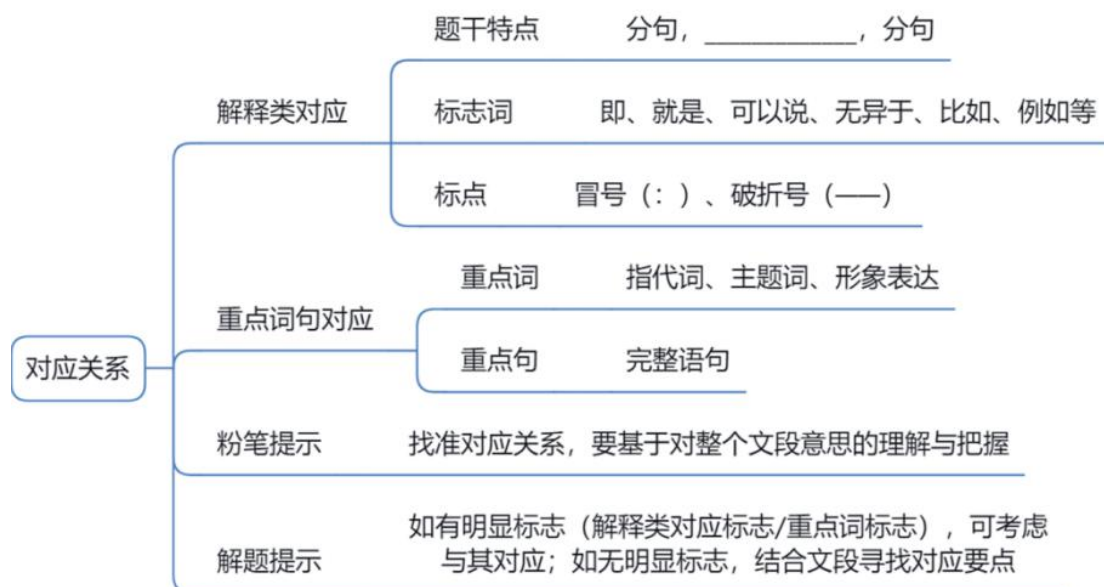 题干特点 分句，____________，分句
解释类对应
标志词 即、就是、可以说、无异于、比如、例如等
标点 冒号（：）、破折号（——）
重点词 指代词、主题词、形象表达
重点词句对应
重点句 完整语句
对应关系
粉笔提示 找准对应关系，要基于对整个文段意思的理解与把握
如有明显标志（解释类对应标志/重点词标志），可考虑
解题提示 与其对应；如无明显标志，结合文段寻找对应要点